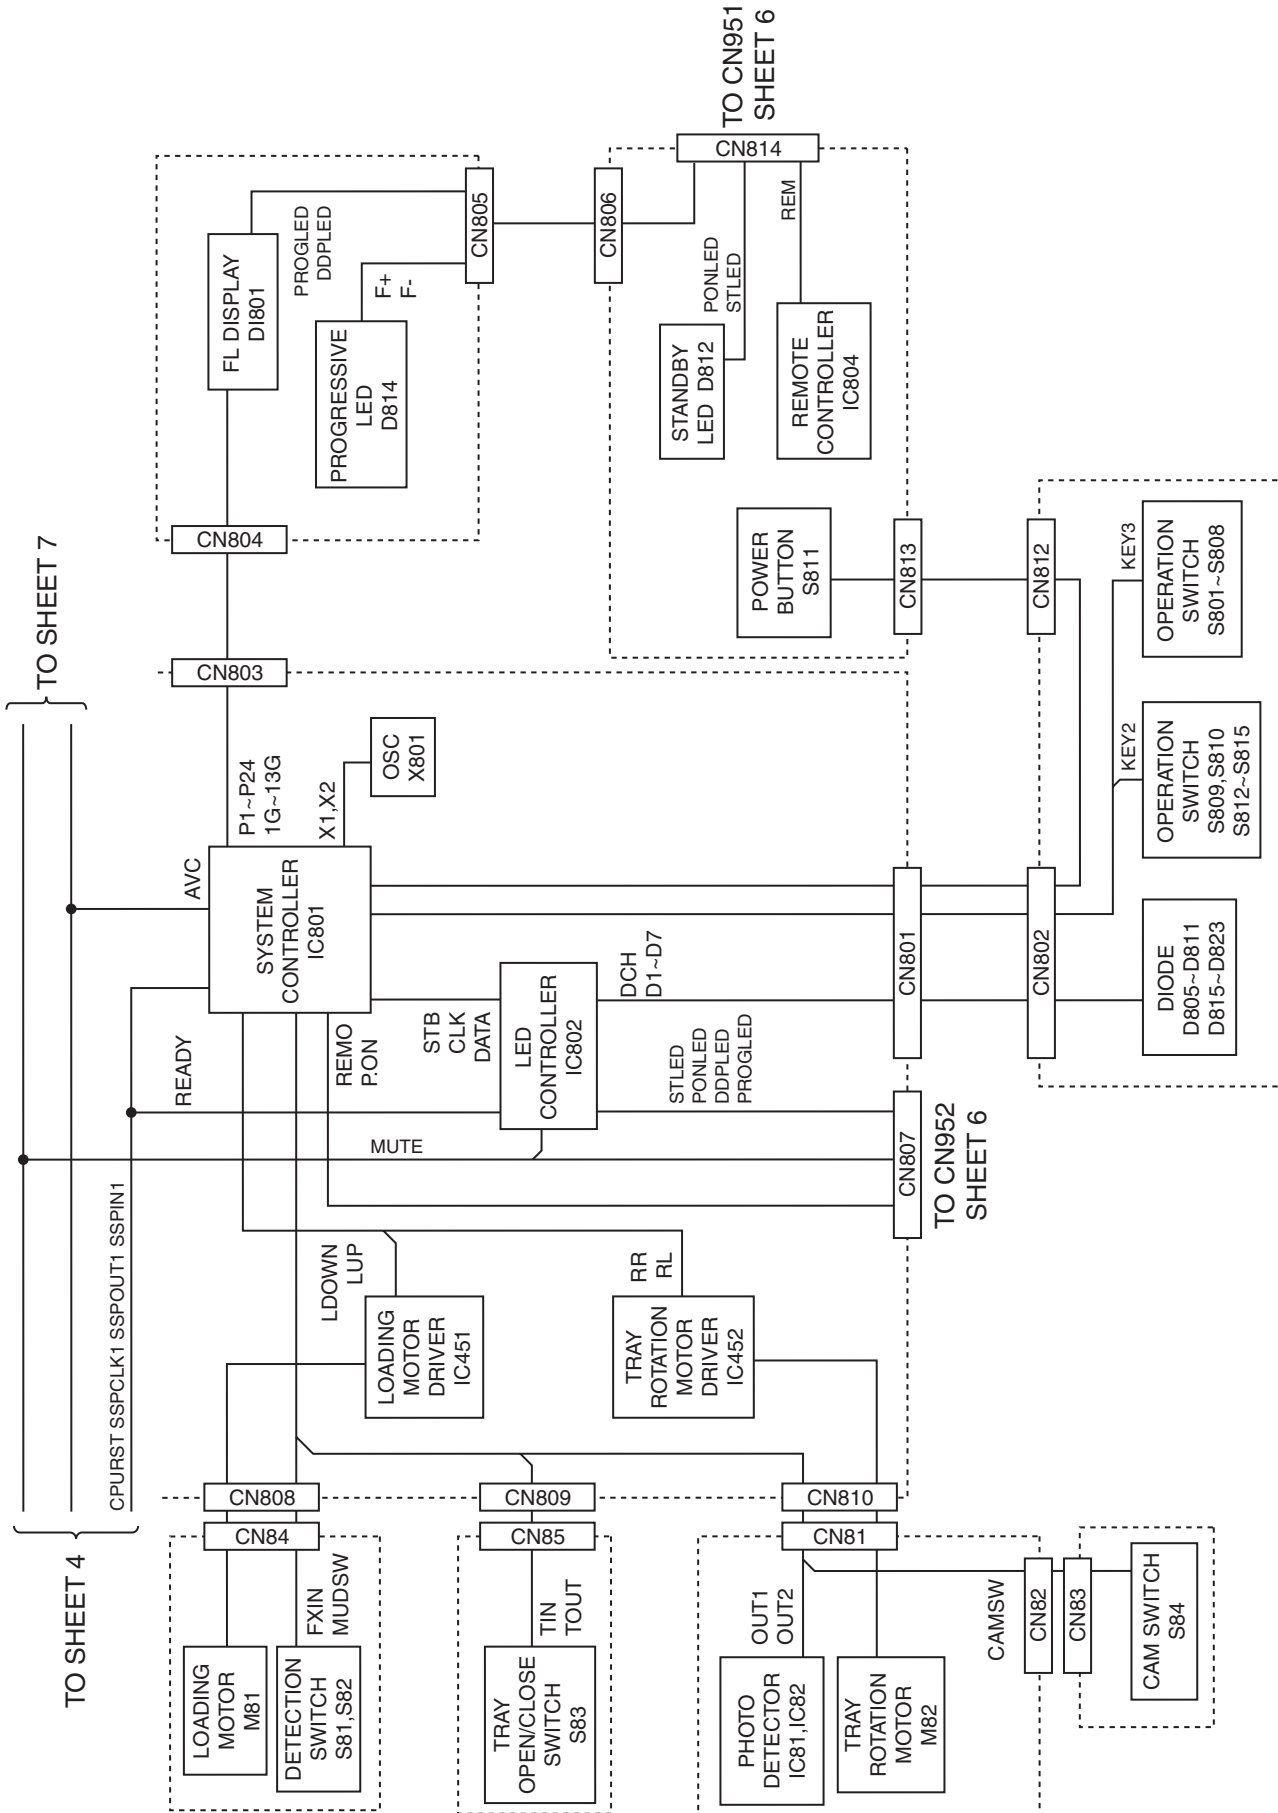 TO CN951
SHEET 6
CN814
CN805
CN806
REM
FL DISPLAY
DI801
PROGLED
DDPLED
F+
F-
PROGRESSIVE
LED
D814
PONLED
STLED
STANDBY
LED D812
REMOTE
CONTROLLER
IC804
CN804
POWER
BUTTON
S811
CN813
CN812
KEY3
OPERATION
SWITCH
S801~S808
TO SHEET 7
CN803
P1~P24
1G~13G
X1,X2
OSC
X801
KEY2
OPERATION
SWITCH
S809,S810
S812~S815
AVC
SYSTEM
CONTROLLER
IC801
CN801
CN802
DIODE
D805~D811
D815~D823
DCH
D1~D7
STB
CLK
DATA
LED
CONTROLLER
IC802
READY
REMO
P.ON
STLED
PONLED
DDPLED
PROGLED
MUTE
CN807
TO CN952
SHEET 6
CPURST SSPCLK1 SSPOUT1 SSPIN1
LDOWN
LUP
RR
RL
LOADING
MOTOR
DRIVER
IC451
TRAY
ROTATION
MOTOR
DRIVER
IC452
TO SHEET 4
CN808
CN809
CN810
CN84
CN85
CN81
FXIN
MUDSW
TIN
TOUT
OUT1
OUT2
CAMSW
CN82
CN83
CAM SWITCH
S84
LOADING
MOTOR
M81
DETECTION
SWITCH
S81,S82
TRAY
OPEN/CLOSE
SWITCH
S83
PHOTO
DETECTOR
IC81,IC82
TRAY
ROTATION
MOTOR
M82